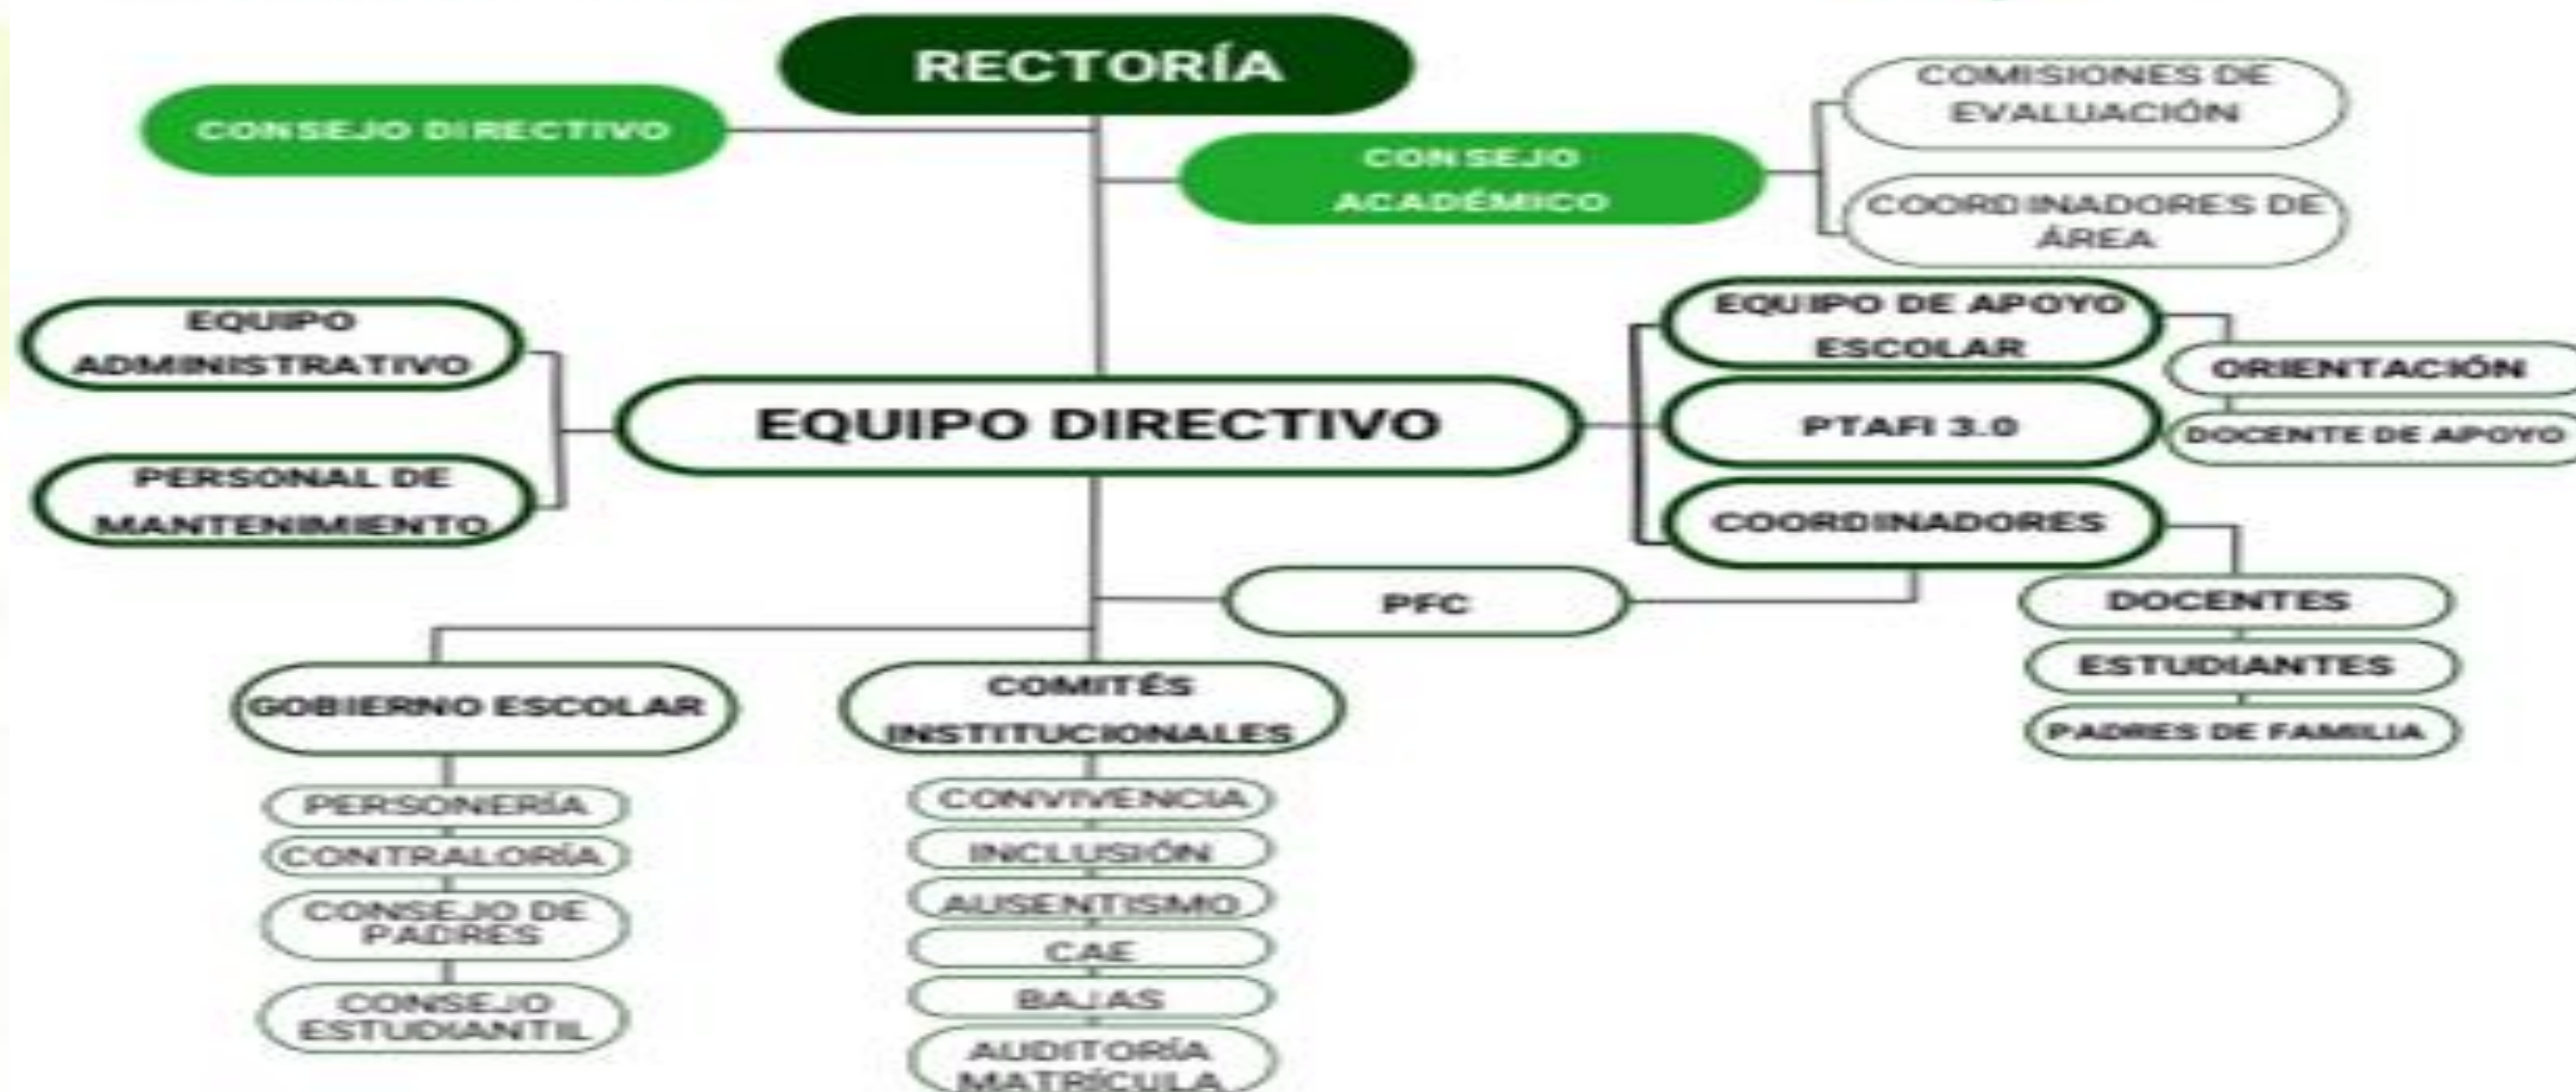 RECTORÍA
CONSEJO DIRECTIVO
CONSEJO
ACADÉMICO
COMISIONES DE
EVALUACIÓN
COORDINADORES DE
ÁREA
EQUIPO
ADMINISTRATIVO
PERSONAL DE
MANTENIMIENTO
EQUIPO DIRECTIVO
EQUIPO DE APOYO
ESCOLAR
ORIENTACIÓN
PTAFI 3.0
DOCENTE DE APOYO
COORDINADORES
PFC
DOCENTES
ESTUDIANTES
PADRES DE FAMILIA
GOBIERNO ESCOLAR
PERSONERÍA
CONTRALORÍA
CONSEJO DE
PADRES
CONSEJO
ESTUDIANTIL
COMITÉS
INSTITUCIONALES
CONVIVENCIA
INCLUSIÓN
AUSENTISMO
CAE
BAJAS
AUDITORÍA
MATRÍCULA